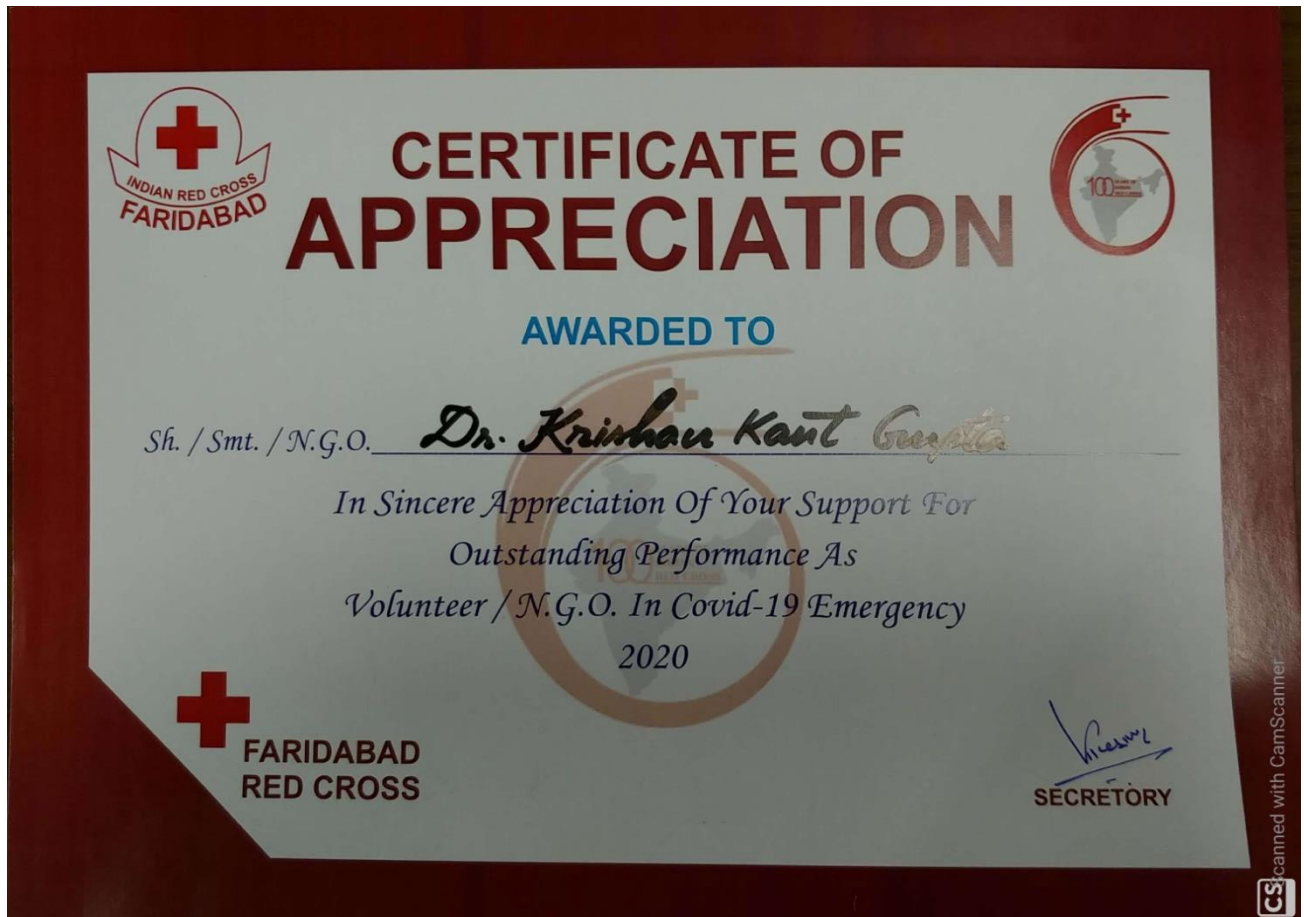 INDIAN RED CROSS
FARIDABAD
CERTIFICATE OF
APPRECIATION
100
AWARDED TO
Sh. / Smt. / N.G.O. Dr. Krishan Kant Gupta
In Sincere Appreciation Of Your Support For
Outstanding Performance As
Volunteer / N.G.O. In Covid-19 Emergency
2020
FARIDABAD
RED CROSS
SECRETORY
CS Scanned with CamScanner